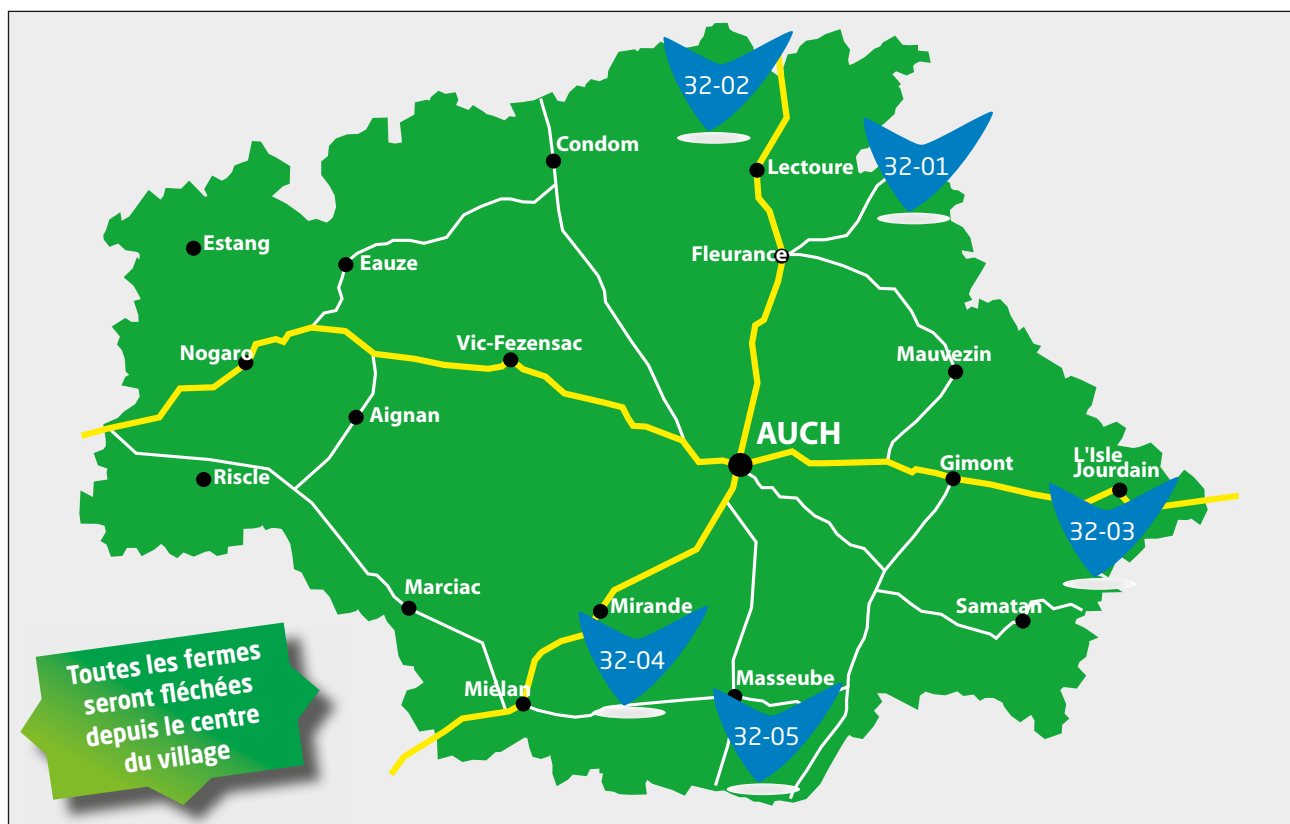 32-02
32-01
Condom
Lectoure
Estang
Eauze
Fleurance
Nogaro
Vic-Fezensac
Mauvezin
Aignan
AUCH
Riscle
Gimont
L'Isle
Jourdain
32-03
Marciac
Mirande
Samatan
32-04
Miélan
Masseube
32-05
Toutes les fermes
seront fléchées
depuis le centre
du village